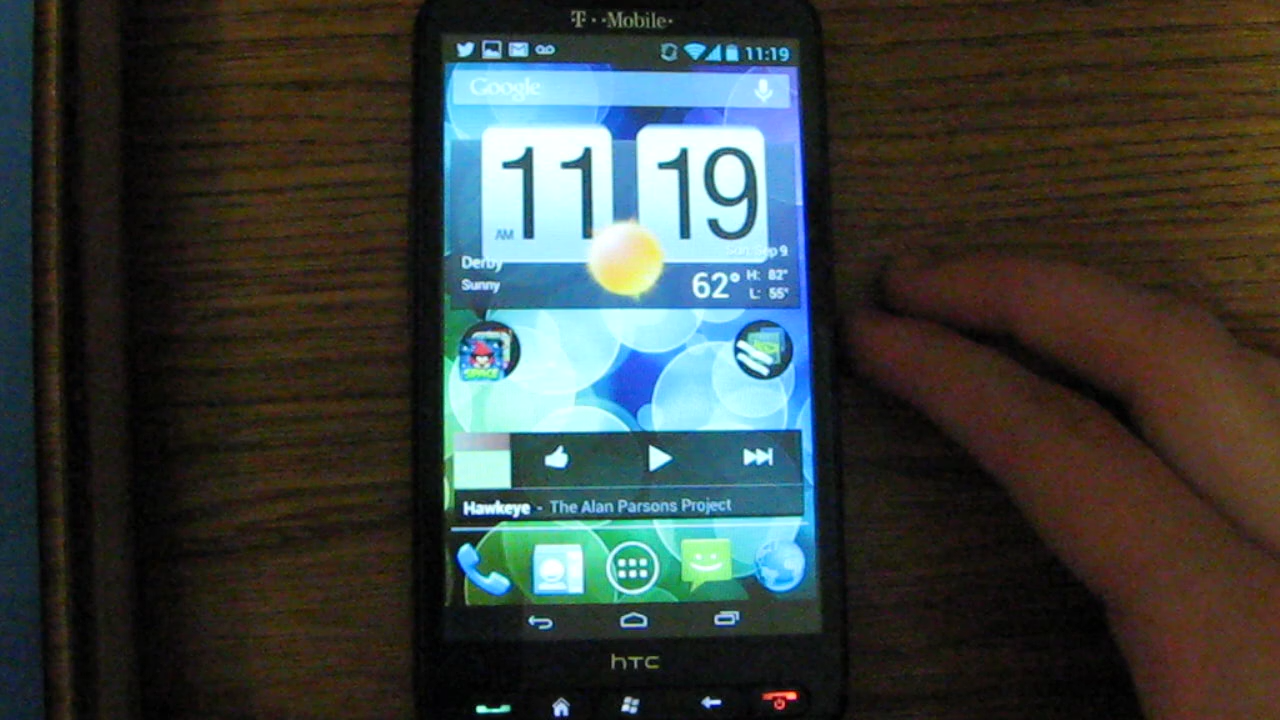 T··Mobile·
11:19
Google
11 19
AM
Sun, Sep 9
Derby
Sunny
62°
H: 82°
L: 55°
SPACE
Hawkeye - The Alan Parsons Project
hTC